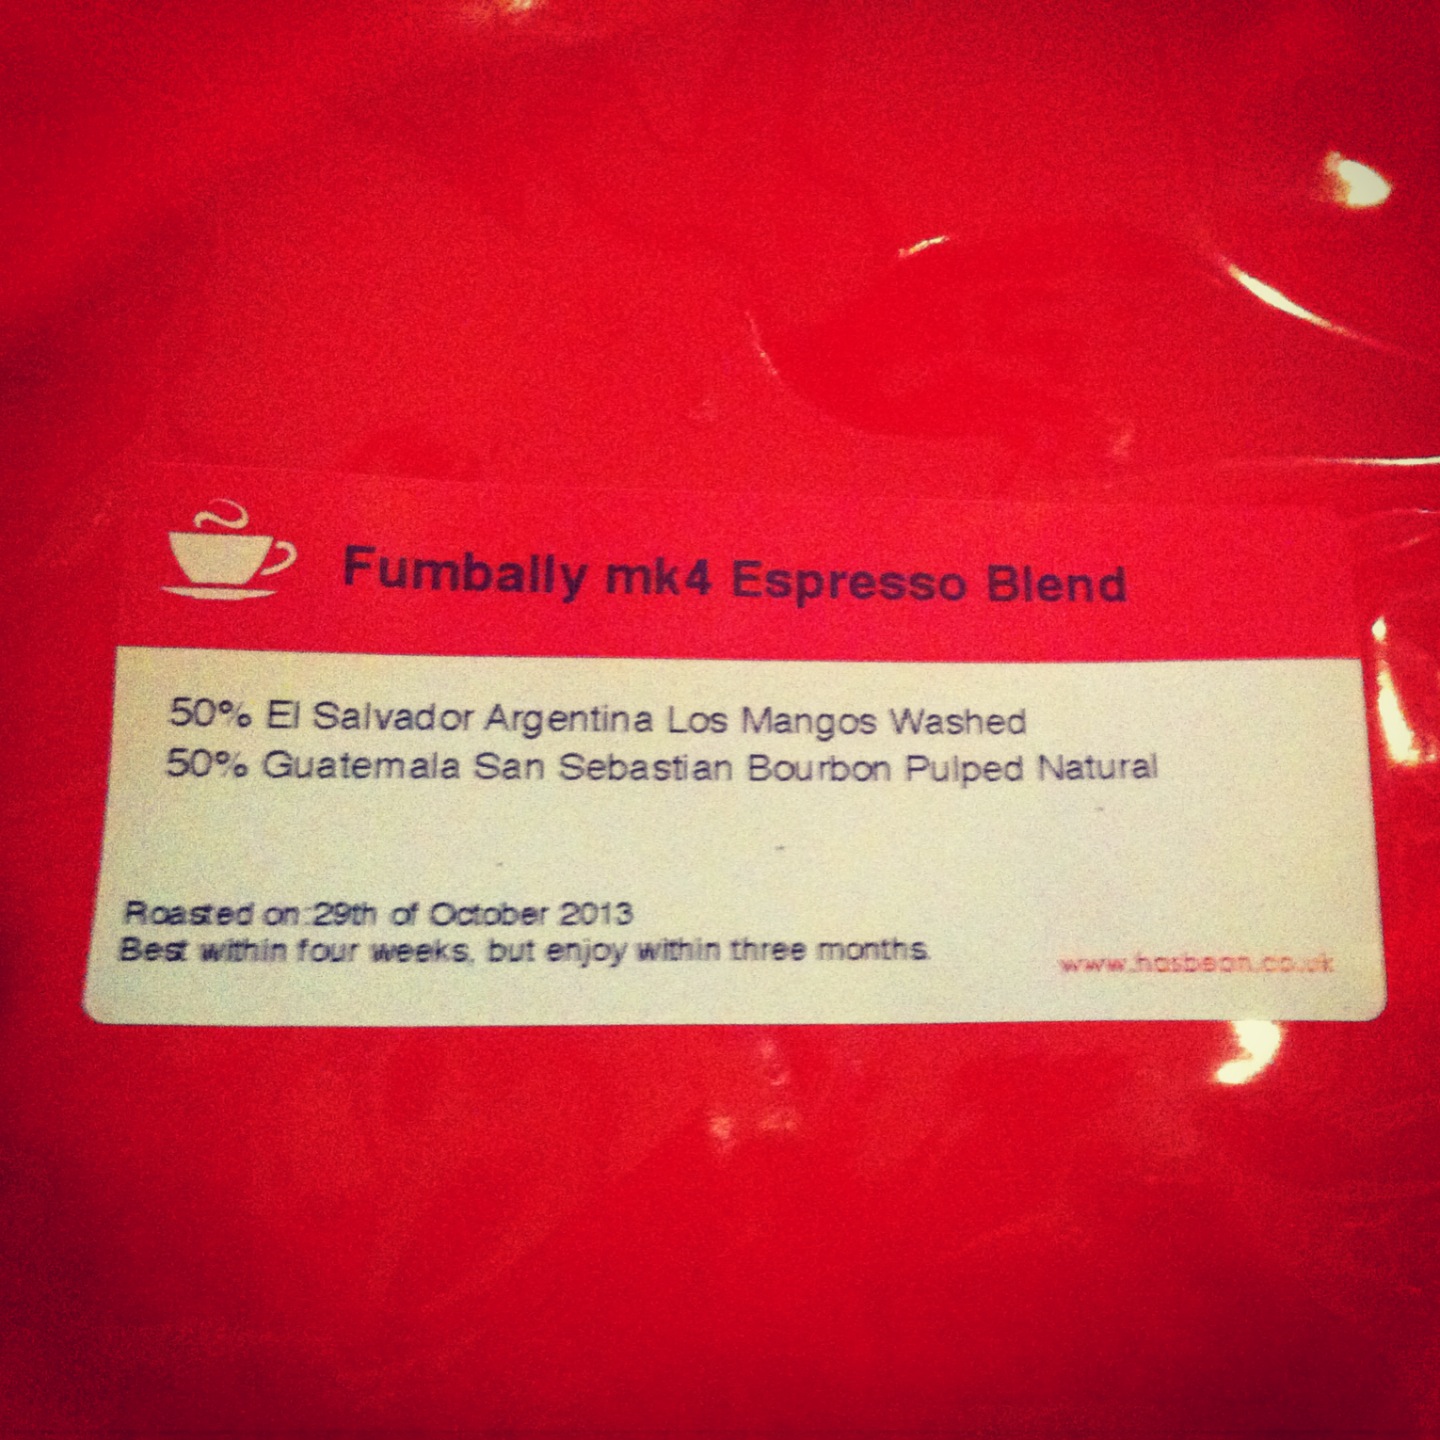 Fumbally mk4 Espresso Blend
50% El Salvador Argentina Los Mangos Washed
50% Guatemala San Sebastian Bourbon Pulped Natural
Roasted on:29th of October 2013
Best within four weeks, but enjoy within three months.
www.hasbean.co.uk